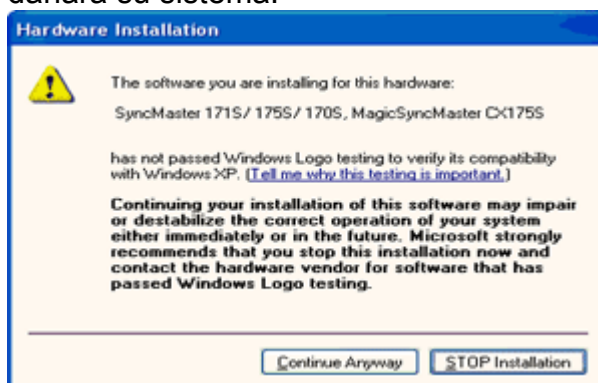 dañará su sistema.
Hardware Installation
The software you are installing for this hardware:
SyncMaster 171S/ 175S/ 170S, MagicSyncMaster CX175S
has not passed Windows Logo testing to verify its compatibility
with Windows XP. (Tell me why this testing is important.)
Continuing your installation of this software may impair
or destabilize the correct operation of your system
either immediately or in the future. Microsoft strongly
recommends that you stop this installation now and
contact the hardware vendor for software that has
passed Windows Logo testing.
Continue Anyway
STOP Installation